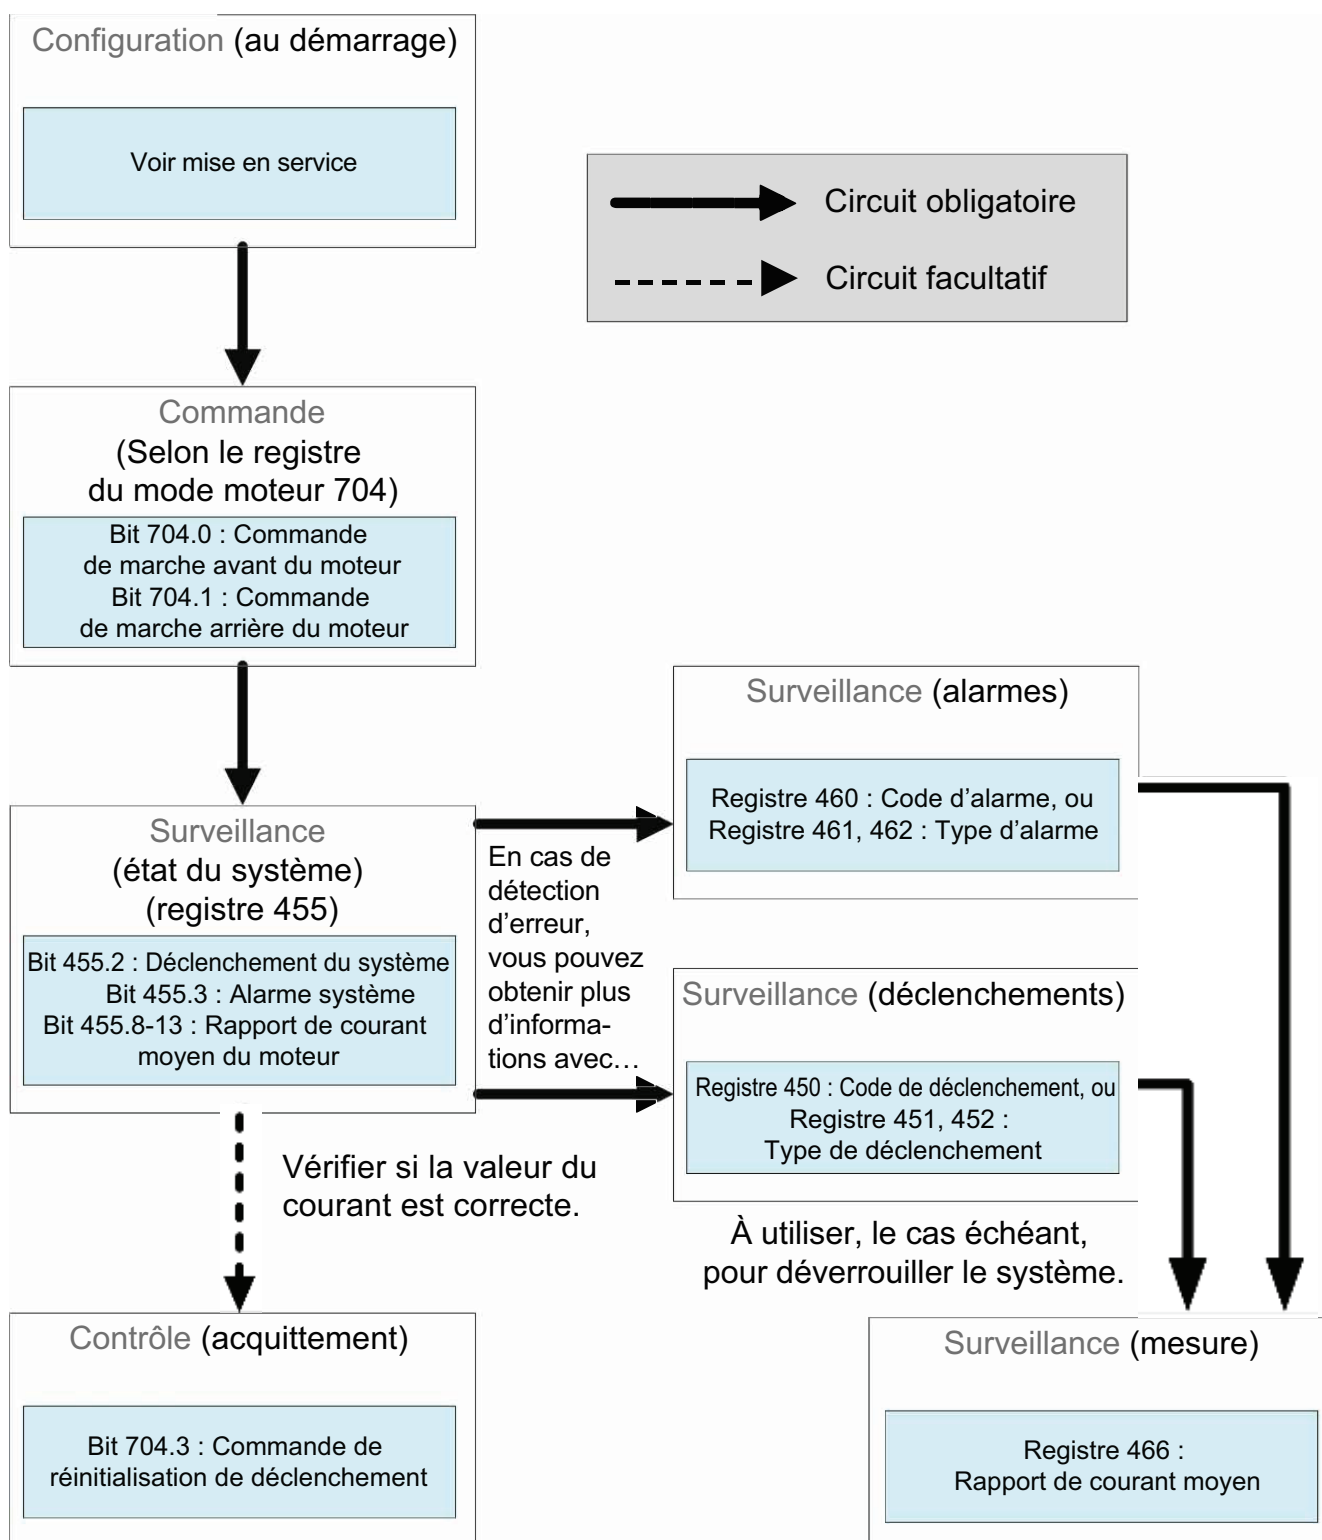 Configuration (au démarrage)
Voir mise en service
Circuit obligatoire
Circuit facultatif
Commande
(Selon le registre
du mode moteur 704)
Bit 704.0 : Commande
de marche avant du moteur
Bit 704.1 : Commande
de marche arrière du moteur
Surveillance (alarmes)
Registre 460 : Code d’alarme, ou
Registre 461, 462 : Type d’alarme
Surveillance
(état du système)
(registre 455)
Bit 455.2 : Déclenchement du système
Bit 455.3 : Alarme système
Bit 455.8-13 : Rapport de courant
moyen du moteur
En cas de
détection
d’erreur,
vous pouvez
obtenir plus
d’informa-
tions avec…
Surveillance (déclenchements)
Registre 450 : Code de déclenchement, ou
Registre 451, 452 :
Type de déclenchement
Vérifier si la valeur du
courant est correcte.
À utiliser, le cas échéant,
pour déverrouiller le système.
Contrôle (acquittement)
Bit 704.3 : Commande de
réinitialisation de déclenchement
Surveillance (mesure)
Registre 466 :
Rapport de courant moyen